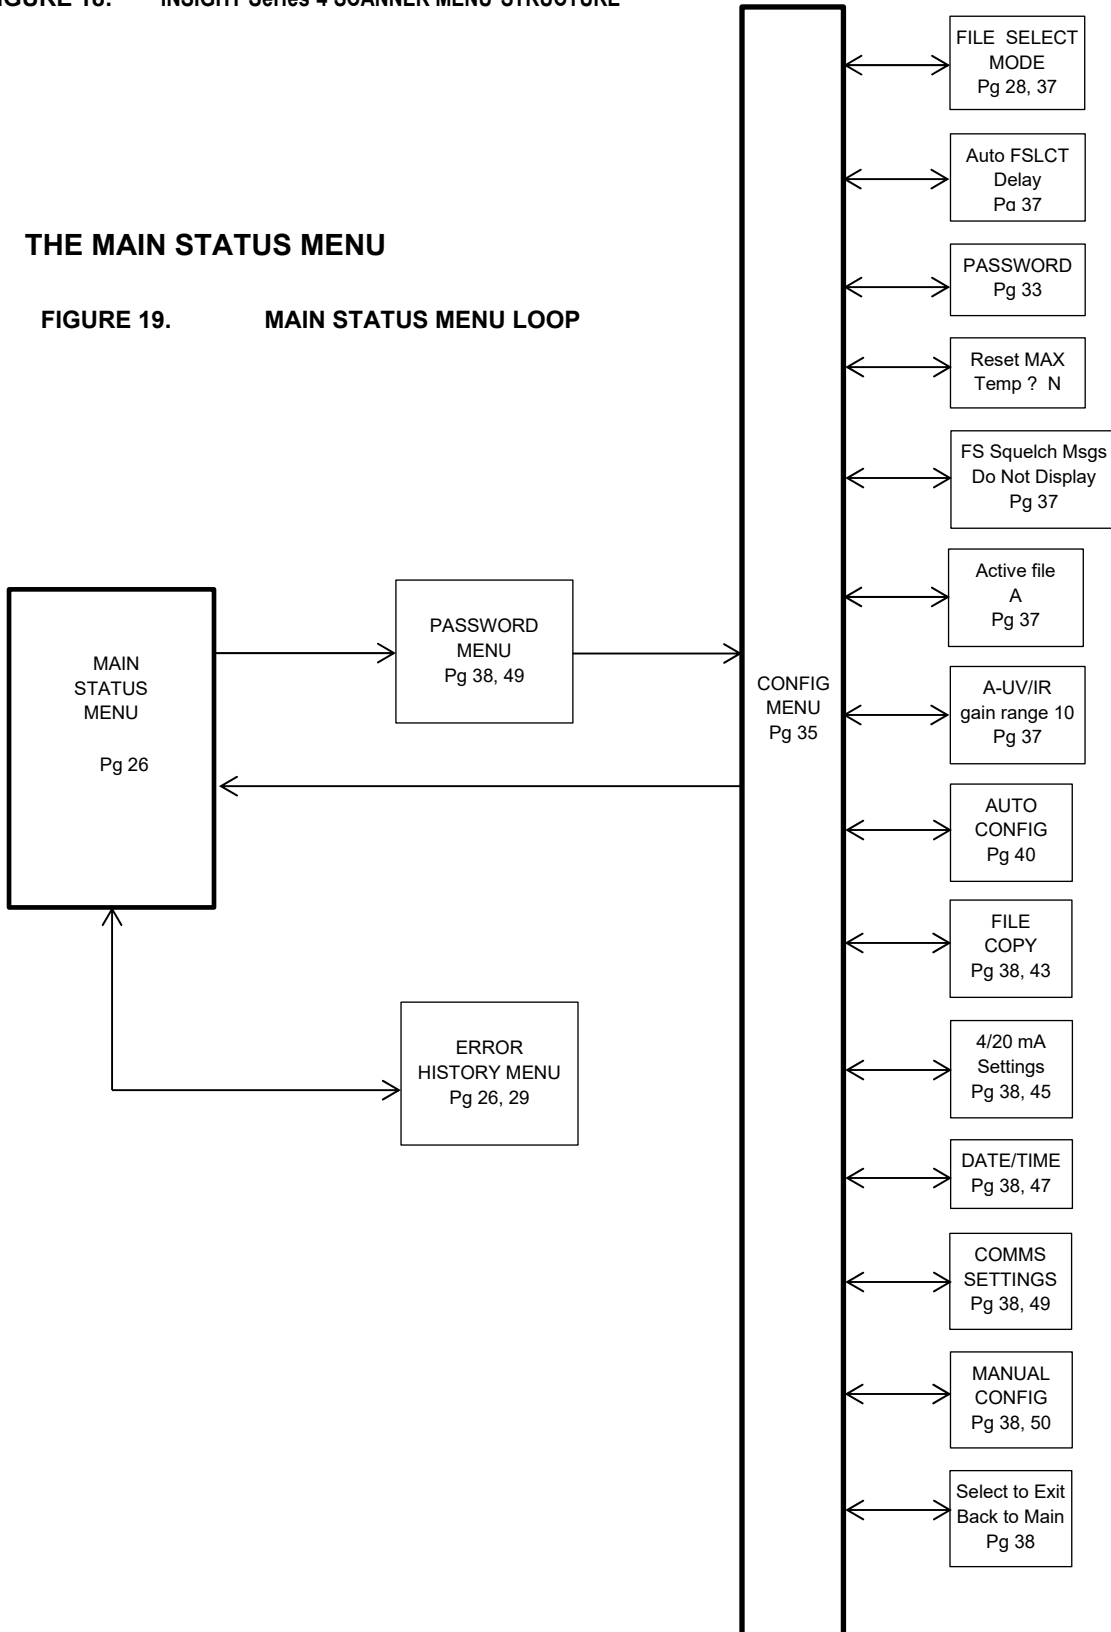 FIGURE 18. INSIGHT Series 4 SCANNER MENU STRUCTURE
THE MAIN STATUS MENU
FIGURE 19. MAIN STATUS MENU LOOP
MAIN
STATUS
MENU
Pg 26
PASSWORD
MENU
Pg 38, 49
ERROR
HISTORY MENU
Pg 26, 29
CONFIG
MENU
Pg 35
FILE SELECT
MODE
Pg 28, 37
Auto FSLCT
Delay
Pg 37
PASSWORD
Pg 33
Reset MAX
Temp ? N
FS Squelch Msgs
Do Not Display
Pg 37
Active file
A
Pg 37
A-UV/IR
gain range 10
Pg 37
AUTO
CONFIG
Pg 40
FILE
COPY
Pg 38, 43
4/20 mA
Settings
Pg 38, 45
DATE/TIME
Pg 38, 47
COMMS
SETTINGS
Pg 38, 49
MANUAL
CONFIG
Pg 38, 50
Select to Exit
Back to Main
Pg 38